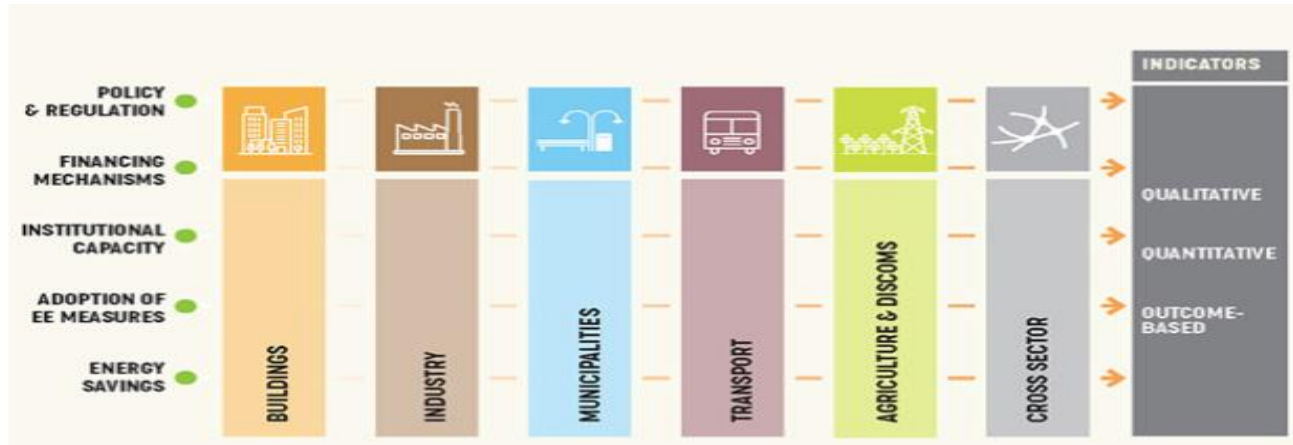 POLICY
& REGULATION
FINANCING
MECHANISMS
INSTITUTIONAL
CAPACITY
ADOPTION OF
EE MEASURES
ENERGY
SAVINGS
BUILDINGS
INDUSTRY
MUNICIPALITIES
TRANSPORT
AGRICULTURE & DISCOMS
CROSS SECTOR
INDICATORS
QUALITATIVE
QUANTITATIVE
OUTCOME-
BASED